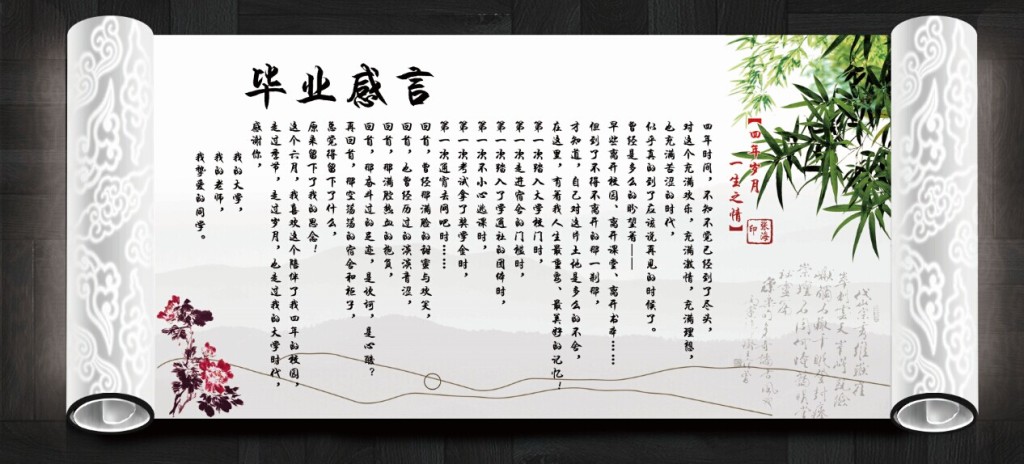 毕业感言
【四年岁月
一生之情】
张海
印
四年时间，不知不觉已经到了尽头，
对这个充满欢乐，充满激情，充满理想，
也充满苦涩的时代，
似乎真的到了应该说再见的时候了。
曾经是多么的盼望着——
早些离开校园、离开课堂、离开书本……
但到了不得不离开的那一刻那，
才知道，自己对这片土地是多么的不舍，
在这里，有着我人生最重要、最美好的记忆！
第一次踏入大学校门时，
第一次走进宿舍的门槛时，
第一次踏入了学通社的团绛时，
第一次不小心逃课时，
第一次考试拿了奖学金时，
第一次通宵去网吧时……
回首，曾经那满脸的甜蜜与欢笑，
回首，也曾经历过的演演青涩，
回首，那满腔热血的抱负，
回首，那奋斗过的足迹，是坎坷，是心酸？
再回首，那空荡荡的宿舍和柜子，
总觉得留下了什么，
原来留下了我的思念！
这个六月，我喜欢这个陪伴了我四年的校园，
走过季节，走过岁月，也走过我的大学时代，
感谢你，
我的大学，
我的老师，
我挚爱的同学。